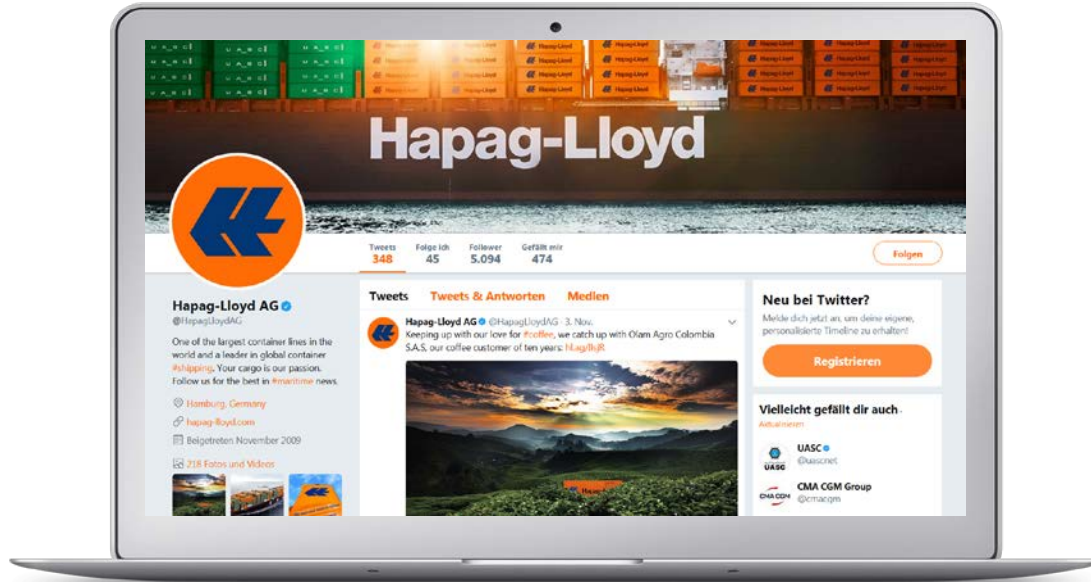 Hapag-Lloyd
Tweets Folge ich Follower Gefällt mir
348 45 5.094 474
Folgen
Hapag-Lloyd AG
@HapagLloydAG
One of the largest container lines in the
world and a leader in global container
#shipping. Your cargo is our passion.
Follow us for the best in #maritime news.
Hamburg, Germany
hapag-lloyd.com
Beigetreten November 2009
216 Fotos und Videos
Tweets Tweets & Antworten Medien
Hapag-Lloyd AG @HapagLloydAG · 3. Nov.
Keeping up with our love for #coffee, we catch up with Olam Agro Colombia
S.A.S, our coffee customer of ten years:
Neu bei Twitter?
Melde dich jetzt an, um deine eigene,
personalisierte Timeline zu erhalten!
Registrieren
Vielleicht gefällt dir auch ·
Aktualisieren
UASC
@uascnet
UASC
CMA CGM Group
@cmacgm
CMA CGM